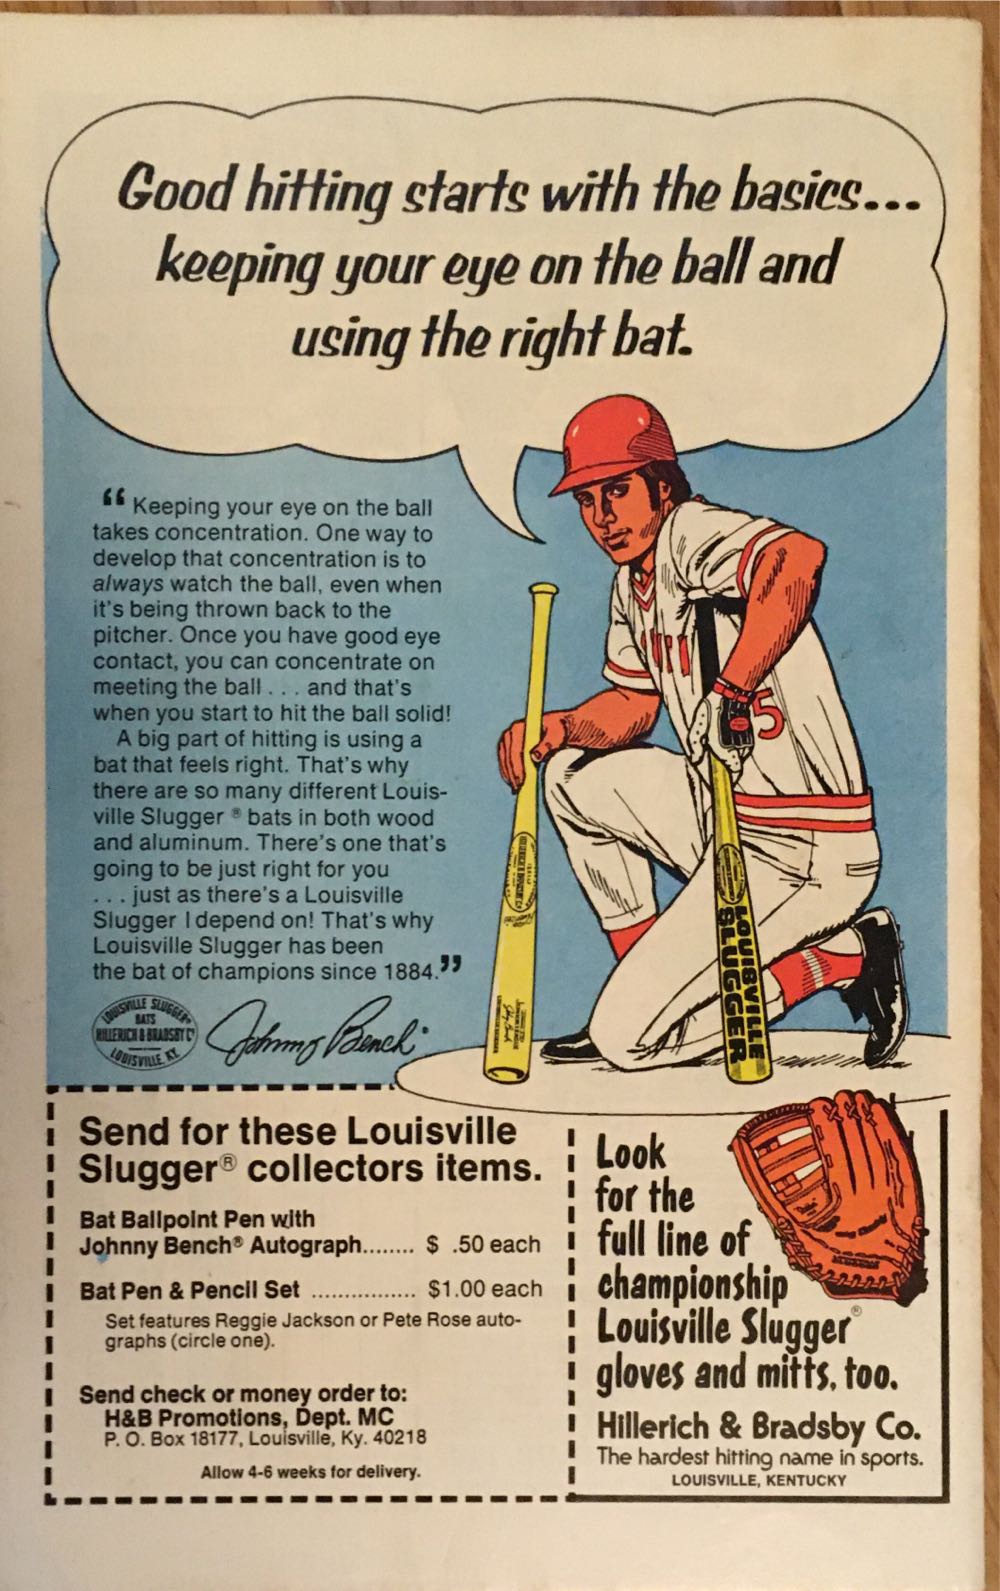 Good hitting starts with the basics...
keeping your eye on the ball and
using the right bat.
“ Keeping your eye on the ball
takes concentration. One way to
develop that concentration is to
always watch the ball, even when
it's being thrown back to the
pitcher. Once you have good eye
contact, you can concentrate on
meeting the ball . . . and that's
when you start to hit the ball solid!
A big part of hitting is using a
bat that feels right. That's why
there are so many different Louis-
ville Slugger ® bats in both wood
and aluminum. There's one that's
going to be just right for you
. . . just as there's a Louisville
Slugger I depend on! That's why
Louisville Slugger has been
the bat of champions since 1884.”
LOUISVILLE SLUGGER
BATS
HILLERICH & BRADSBY Cº
LOUISVILLE, KY.
Johnny Bench
5
LOUISVILLE
SLUGGER
Send for these Louisville
Slugger® collectors items.
Bat Ballpoint Pen with
Johnny Bench® Autograph........ $ .50 each
Bat Pen & Pencil Set ................. $1.00 each
Set features Reggie Jackson or Pete Rose auto-
graphs (circle one).
Send check or money order to:
H&B Promotions, Dept. MC
P. O. Box 18177, Louisville, Ky. 40218
Allow 4-6 weeks for delivery.
Look
for the
full line of
championship
Louisville Slugger®
gloves and mitts, too.
Hillerich & Bradsby Co.
The hardest hitting name in sports.
LOUISVILLE, KENTUCKY